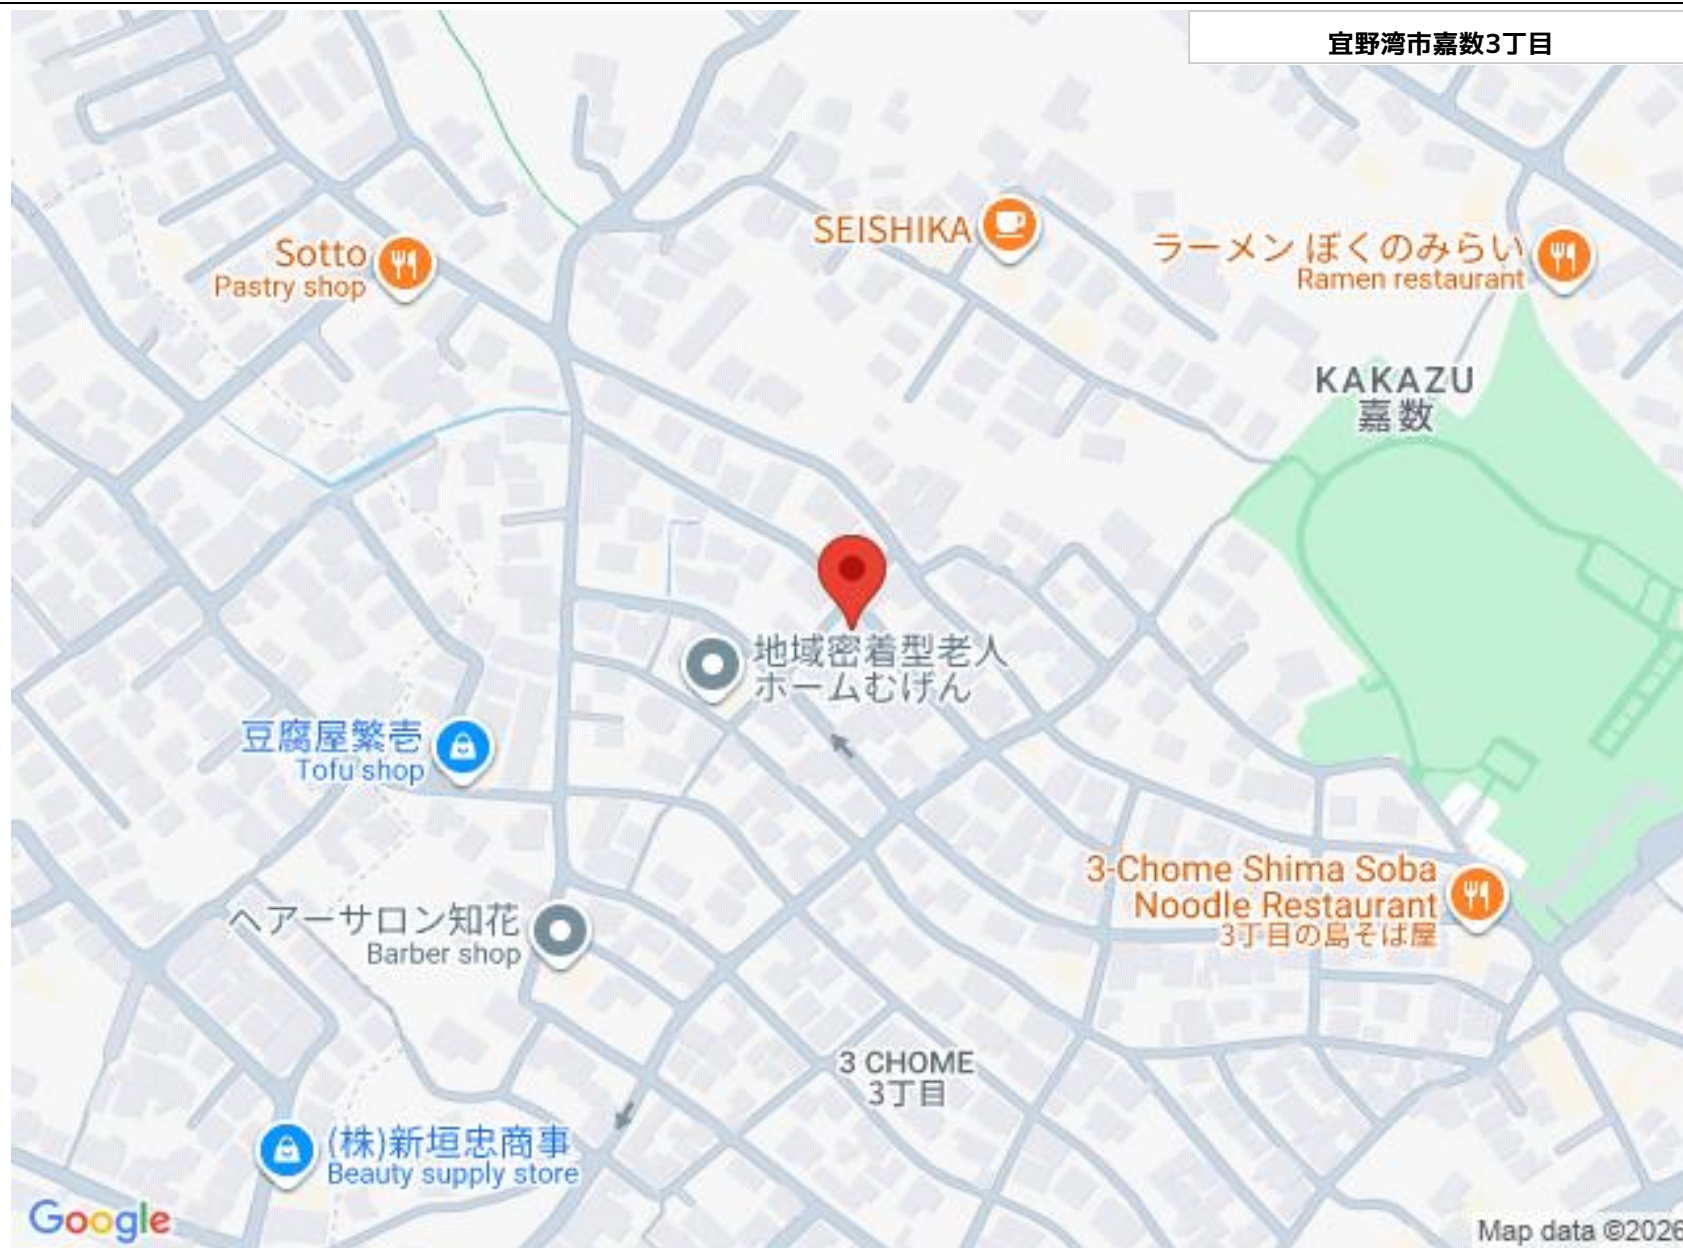 宜野湾市嘉数3丁目
SEISHIKA
ラーメン ぼくのみらい
Ramen restaurant
Sotto
Pastry shop
KAKAZU
嘉数
地域密着型老人
ホームむげん
豆腐屋繁壱
Tofu shop
3-Chome Shima Soba
Noodle Restaurant
3丁目の島そば屋
ヘアーサロン知花
Barber shop
3 CHOME
3丁目
(株)新垣忠商事
Beauty supply store
Google
Map data ©2026